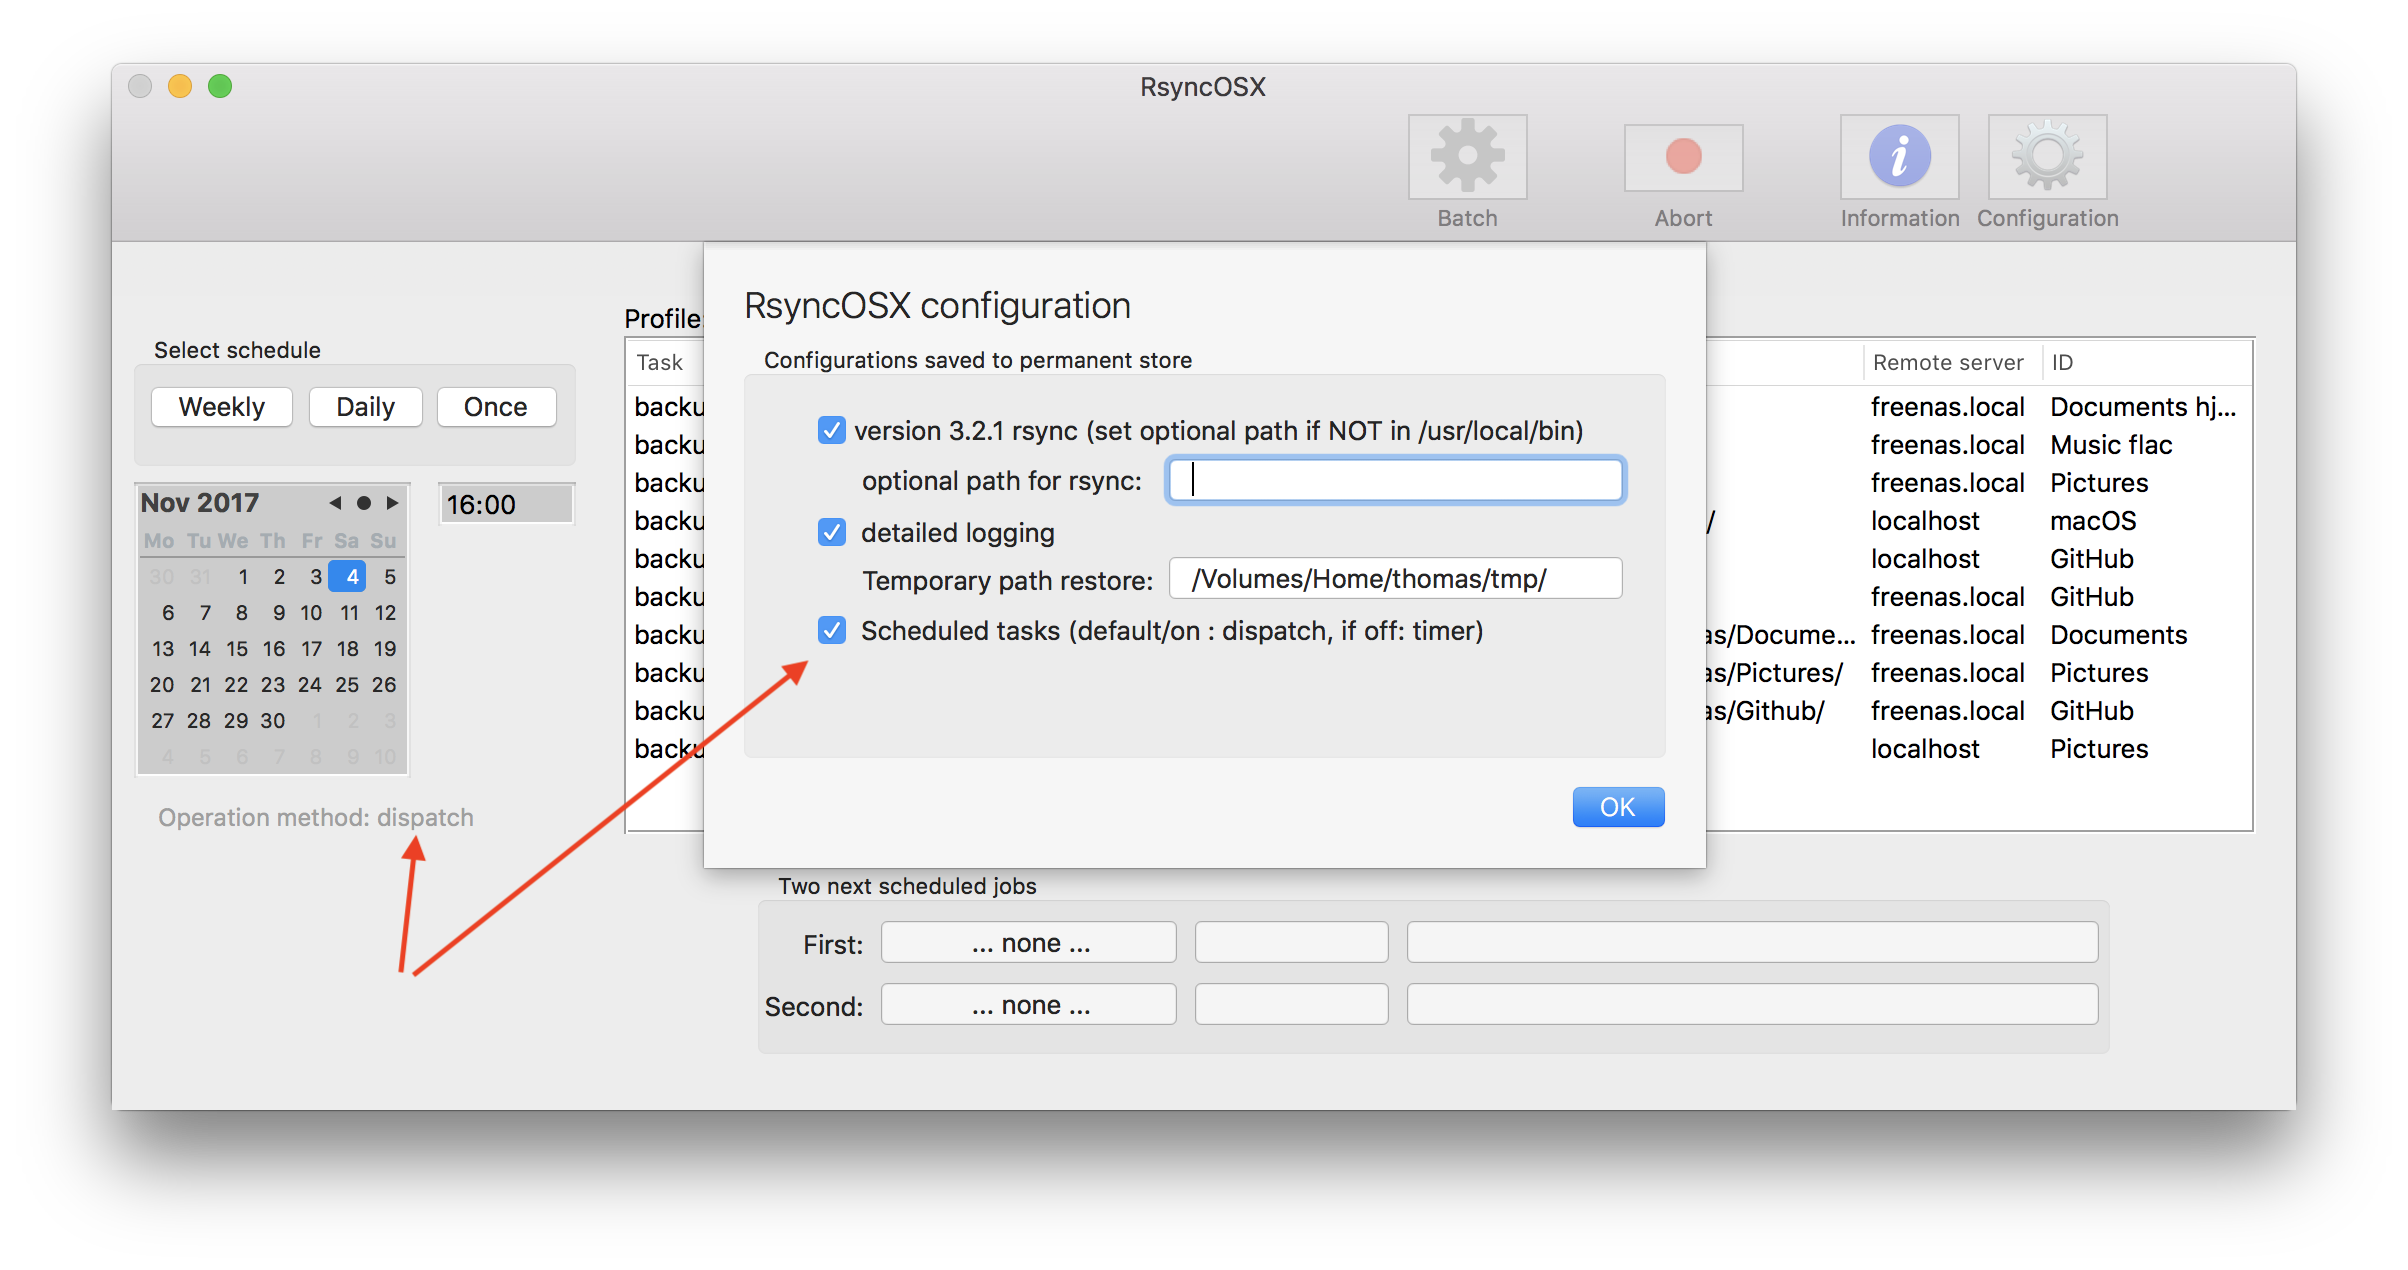 RsyncOSX
Batch
Abort
Information
Configuration
Select schedule
Weekly
Daily
Once
Nov 2017
16:00
Mo Tu We Th Fr Sa Su
30 31 1 2 3 4 5
6 7 8 9 10 11 12
13 14 15 16 17 18 19
20 21 22 23 24 25 26
27 28 29 30 1 2 3
4 5 6 7 8 9 10
Operation method: dispatch
Profile:
Task
Remote server ID
backu freenas.local Documents hj...
backu freenas.local Music flac
backu freenas.local Pictures
backu / localhost macOS
backu localhost GitHub
backu freenas.local GitHub
backu as/Docume... freenas.local Documents
backu as/Pictures/ freenas.local Pictures
backu as/Github/ freenas.local GitHub
backu localhost Pictures
RsyncOSX configuration
Configurations saved to permanent store
version 3.2.1 rsync (set optional path if NOT in /usr/local/bin)
optional path for rsync:
detailed logging
Temporary path restore: /Volumes/Home/thomas/tmp/
Scheduled tasks (default/on : dispatch, if off: timer)
OK
Two next scheduled jobs
First: ... none ...
Second: ... none ...